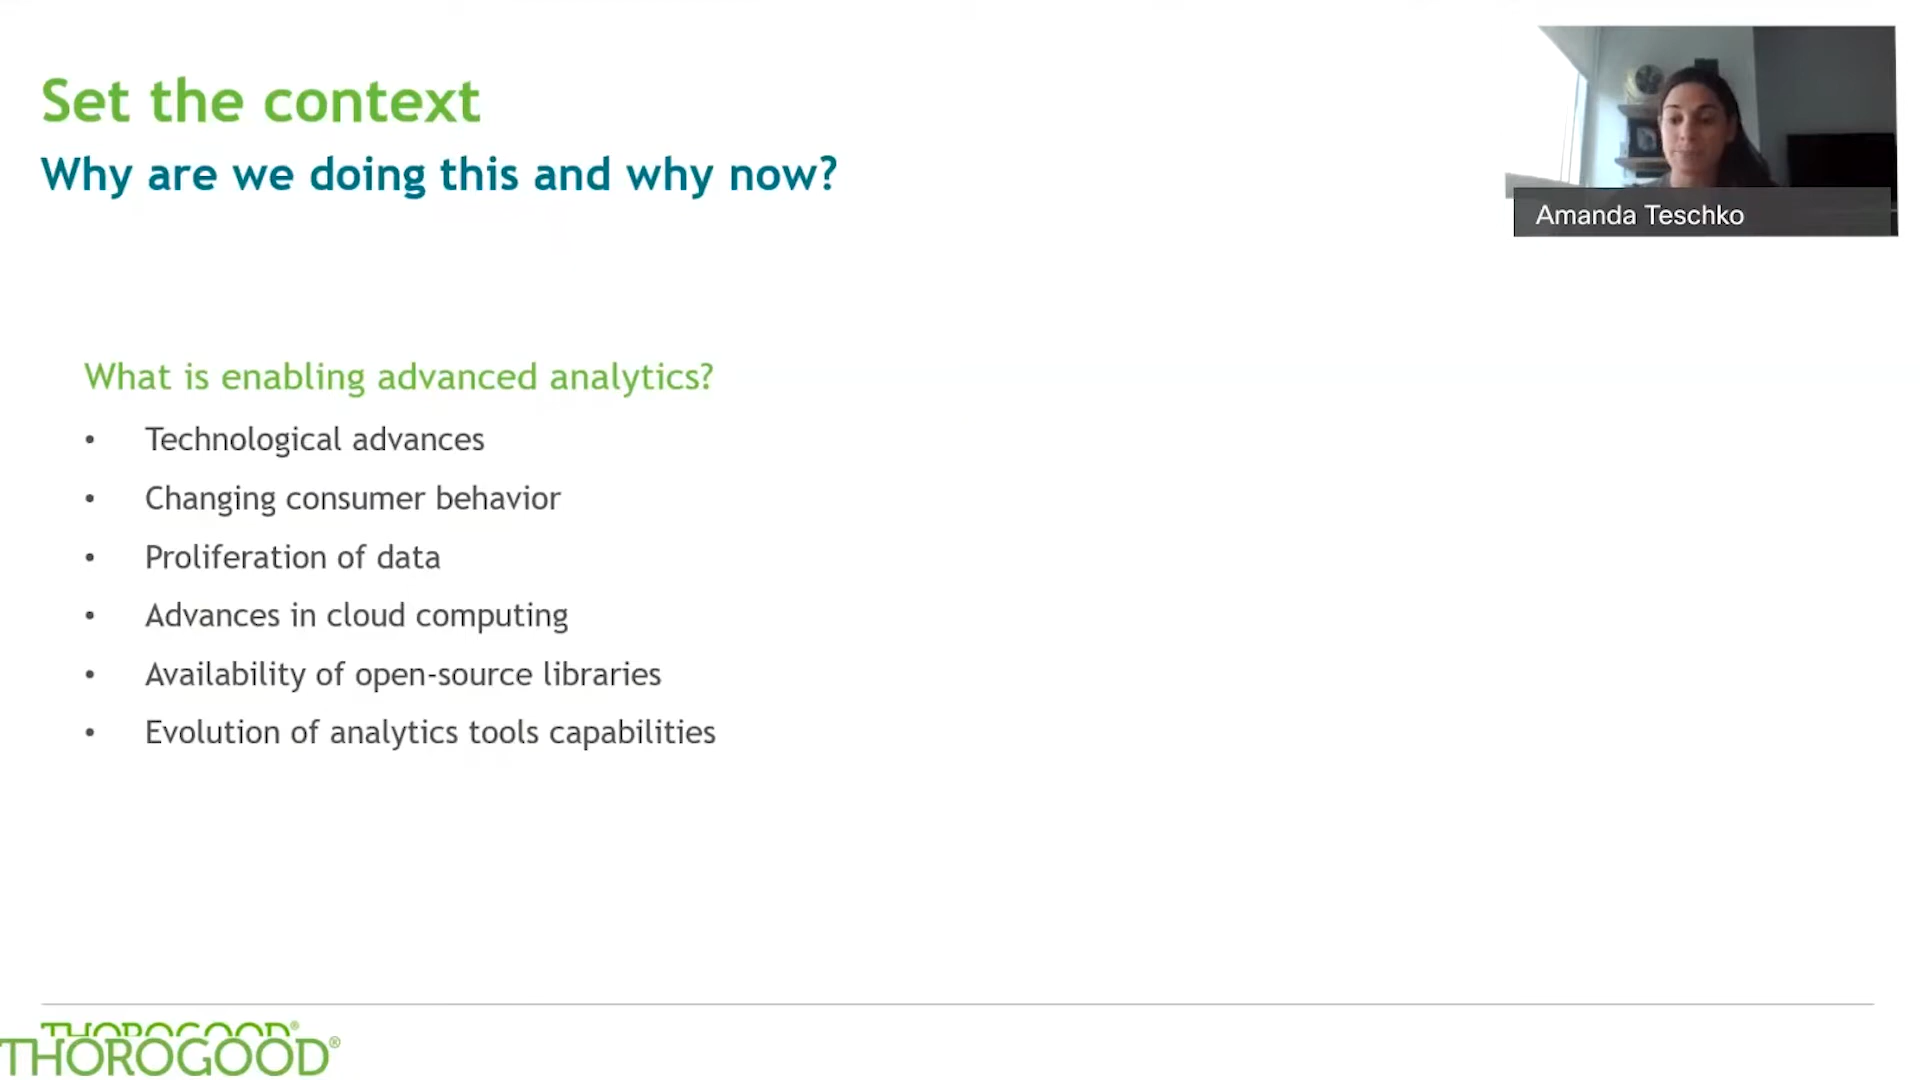 Set the context
Why are we doing this and why now?
Amanda Teschko
What is enabling advanced analytics?
• Technological advances
• Changing consumer behavior
• Proliferation of data
• Advances in cloud computing
• Availability of open-source libraries
• Evolution of analytics tools capabilities
THOROGOOD®
THOROGOOD®